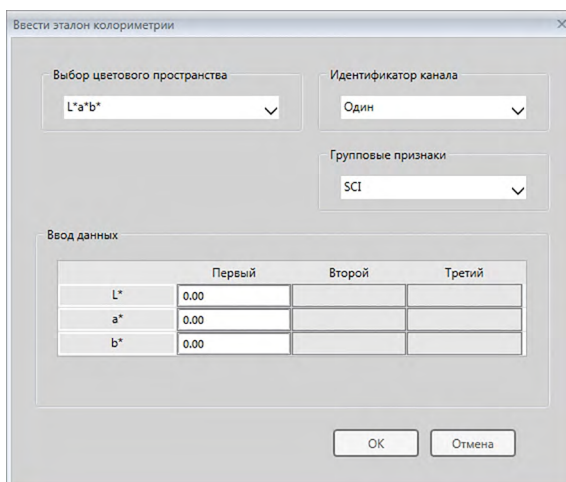 Ввести эталон колориметрии
Выбор цветового пространства
L*a*b*
Идентификатор канала
Один
Групповые признаки
SCI
Ввод данных
Первый Второй Третий
L* 0.00
a* 0.00
b* 0.00
OK Отмена